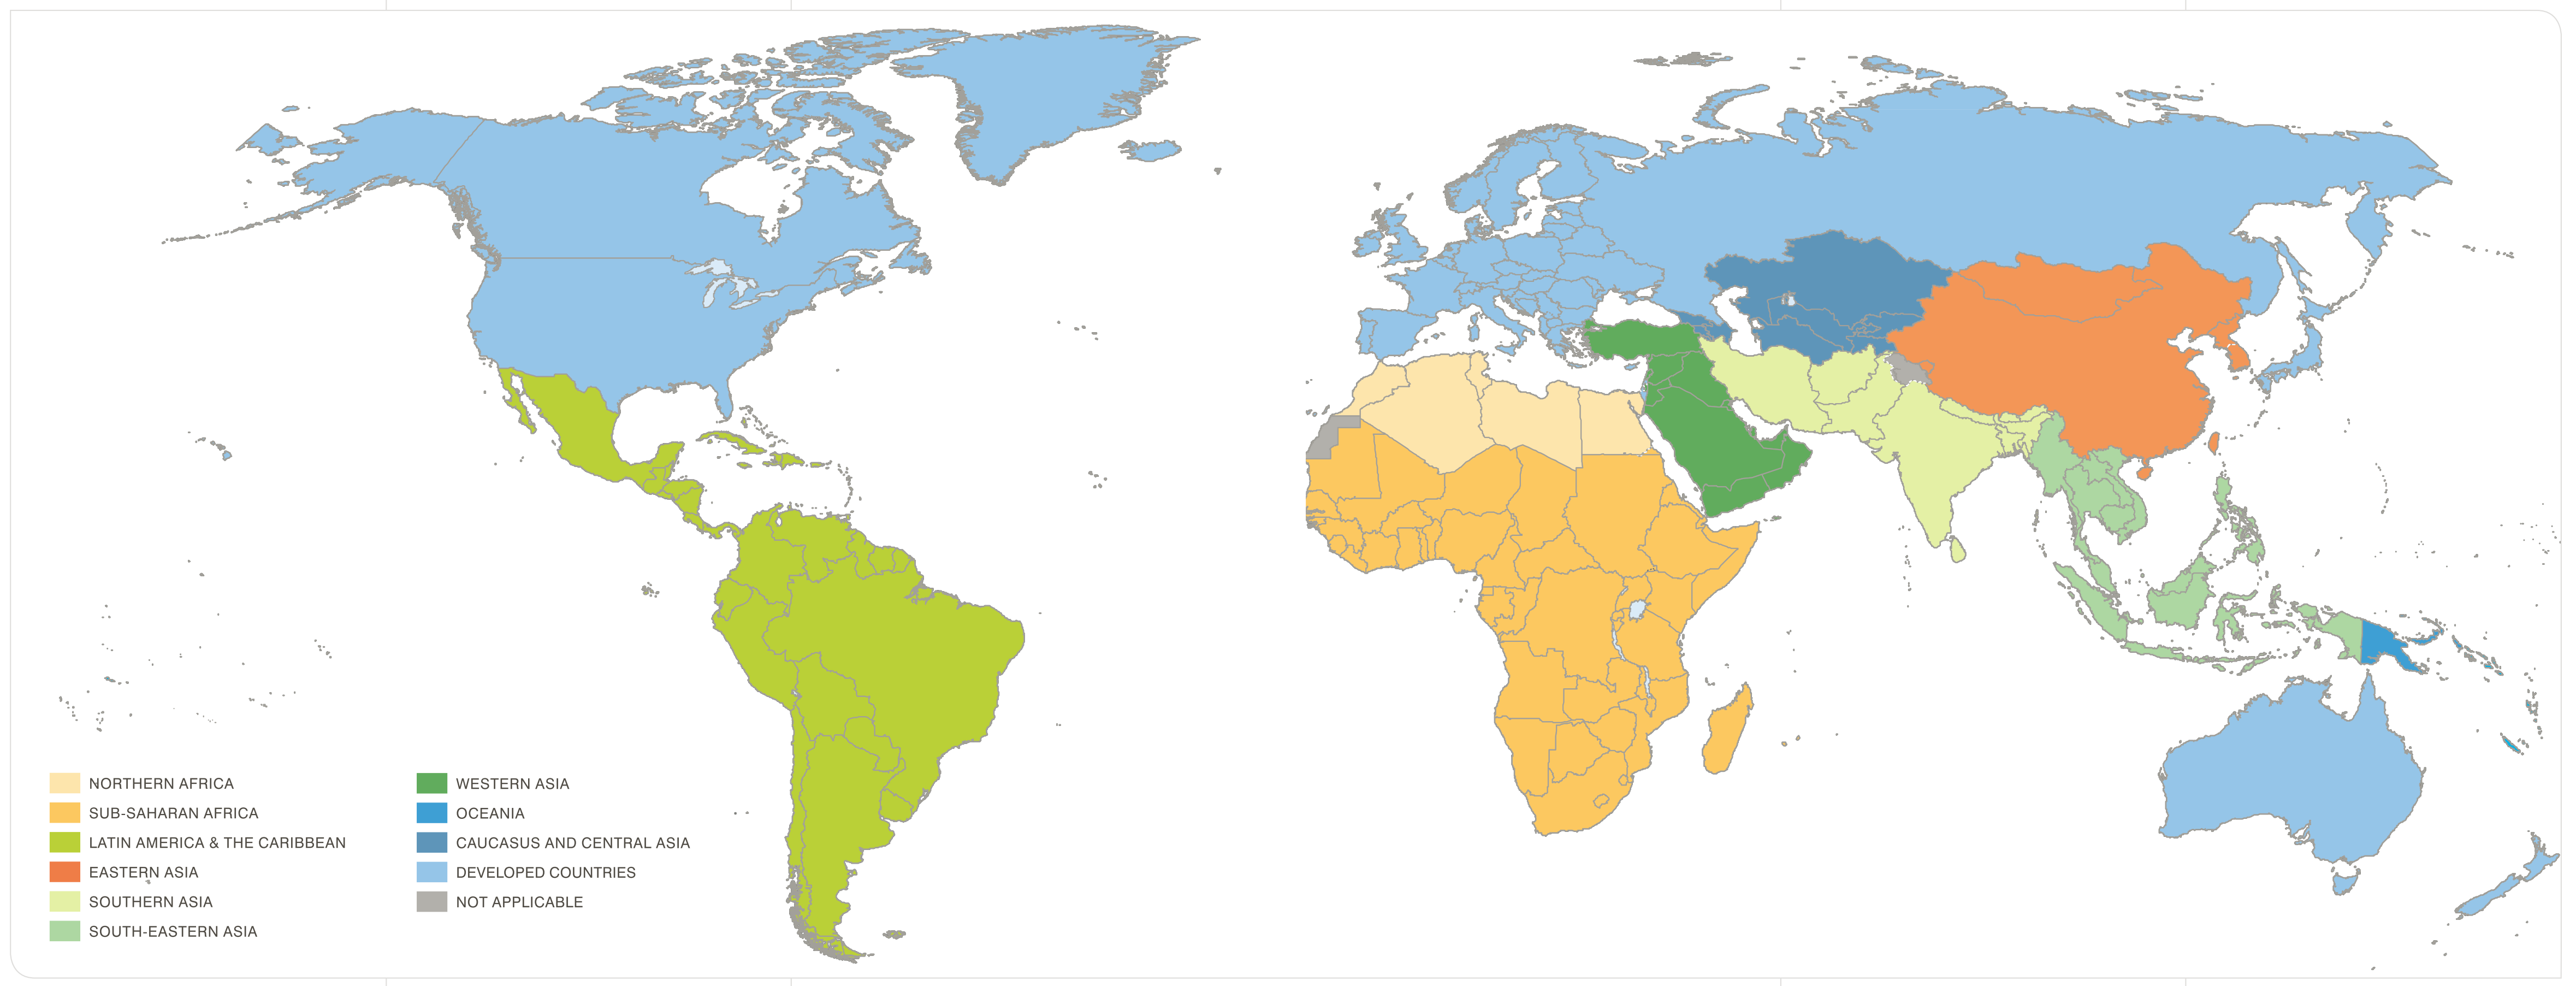 NORTHERN AFRICA
SUB-SAHARAN AFRICA
LATIN AMERICA & THE CARIBBEAN
EASTERN ASIA
SOUTHERN ASIA
SOUTH-EASTERN ASIA
WESTERN ASIA
OCEANIA
CAUCASUS AND CENTRAL ASIA
DEVELOPED COUNTRIES
NOT APPLICABLE